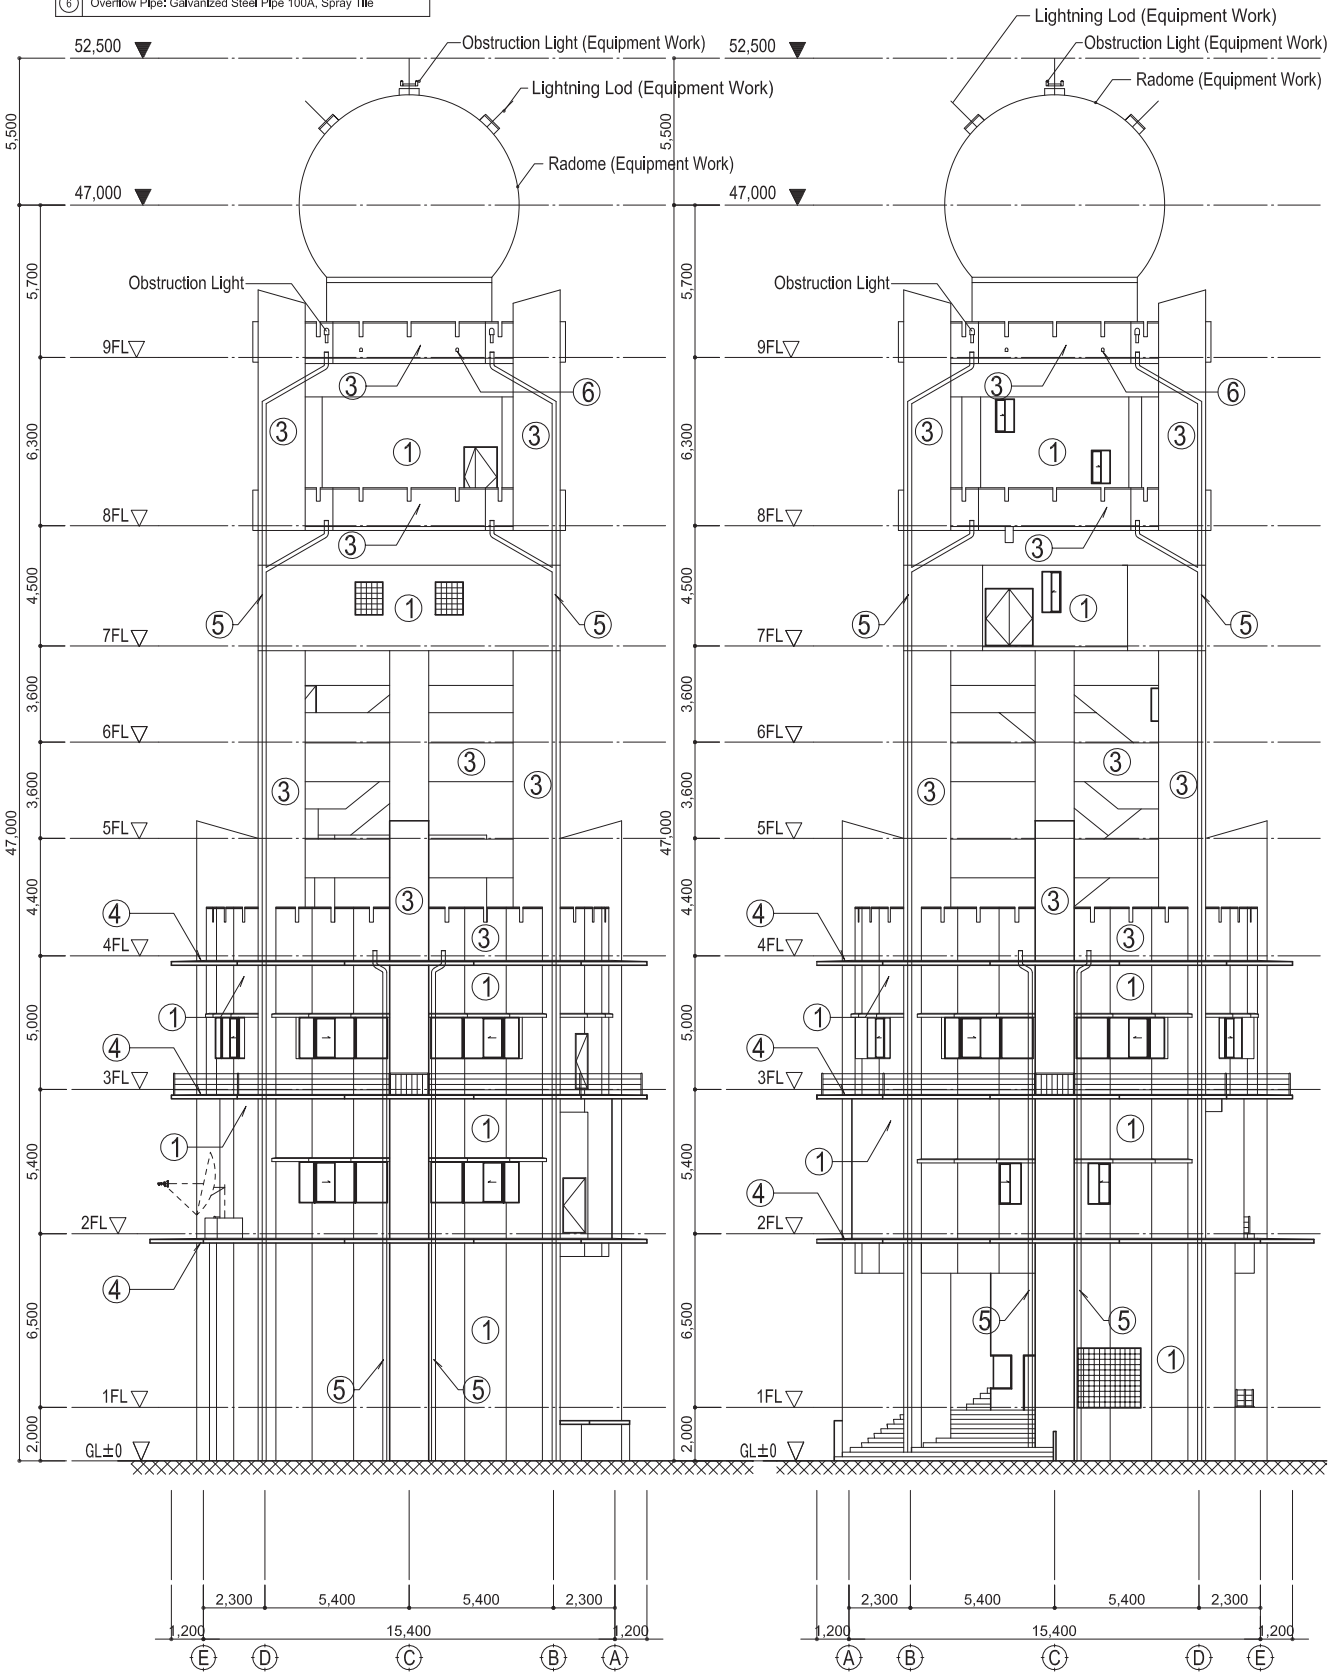 6 Overflow Pipe: Galvanized Steel Pipe 100A, Spray Tile
Lightning Lod (Equipment Work)
52,500 Obstruction Light (Equipment Work) 52,500 Obstruction Light (Equipment Work)
Lightning Lod (Equipment Work) Radome (Equipment Work)
5,500 5,500
Radome (Equipment Work)
47,000 47,000
5,700 5,700
Obstruction Light Obstruction Light
9FL 9FL
3 6 3 6
3 1 3 3 1 3
6,300 6,300
8FL 3 8FL 3
4,500 4,500
5 1 5 5 1 5
7FL 7FL
3,600 3,600
6FL 6FL
3 3
3 3 3 3
3,600 3,600
5FL 5FL
47,000 47,000
4,400 3 4,400 3
4 4
4FL 3 4FL 3
1 1
1 1
5,000 5,000
4 4
3FL 3FL
1 1
1 1
5,400 5,400
4
2FL 2FL
4
6,500 1 6,500 5 5
1
5 5
1FL 1FL
2,000 2,000
GL±0 GL±0
2,300 5,400 5,400 2,300 2,300 5,400 5,400 2,300
1,200 15,400 1,200 1,200 15,400 1,200
E D C B A A B C D E